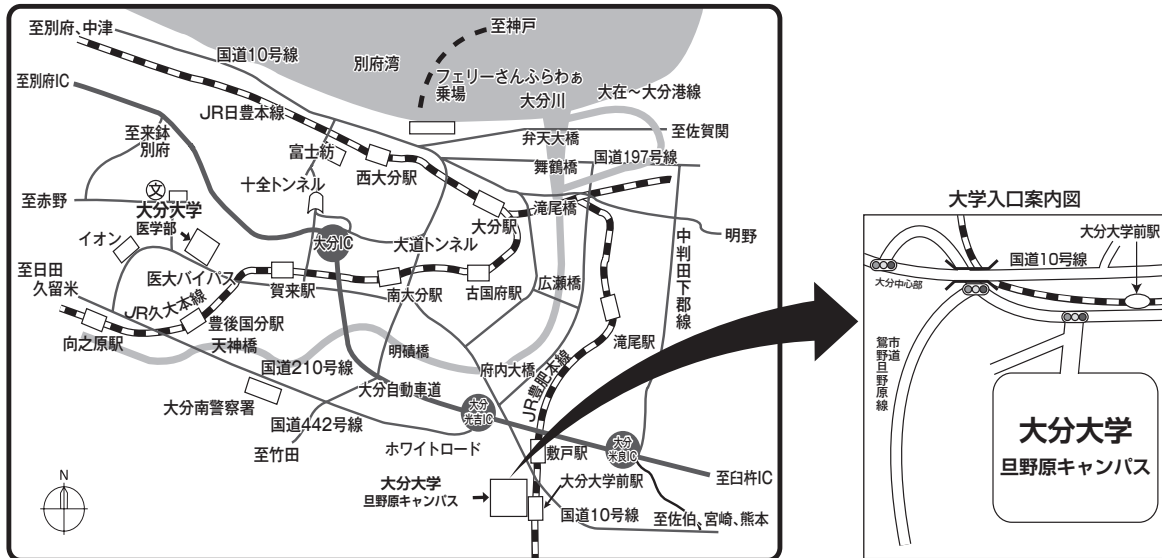 至別府、中津
国道10号線
至神戸
別府湾
フェリーさんふらわぁ
乗場
至別府IC
大分川
大在～大分港線
JR日豊本線
至来鉢
別府
弁天大橋
至佐賀関
富士紡
舞鶴橋
国道197号線
西大分駅
十全トンネル
文
至赤野
大分大学
医学部
大分駅
滝尾橋
イオン
大分IC
大道トンネル
明野
中判田下郡線
至日田
久留米
医大バイパス
賀来駅
南大分駅
古国府駅
広瀬橋
JR久大本線
豊後国分駅
向之原駅
天神橋
明磧橋
滝尾駅
国道210号線
府内大橋
JR豊肥本線
大分自動車道
大分南警察署
大分
光吉IC
国道442号線
ホワイトロード
大分
米良IC
至竹田
敷戸駅
至臼杵IC
大分大学
旦野原キャンパス
大分大学前駅
国道10号線
至佐伯、宮崎、熊本
N
大学入口案内図
大分大学前駅
国道10号線
大分中心部
市道
鴛野旦野原線
大分大学
旦野原キャンパス